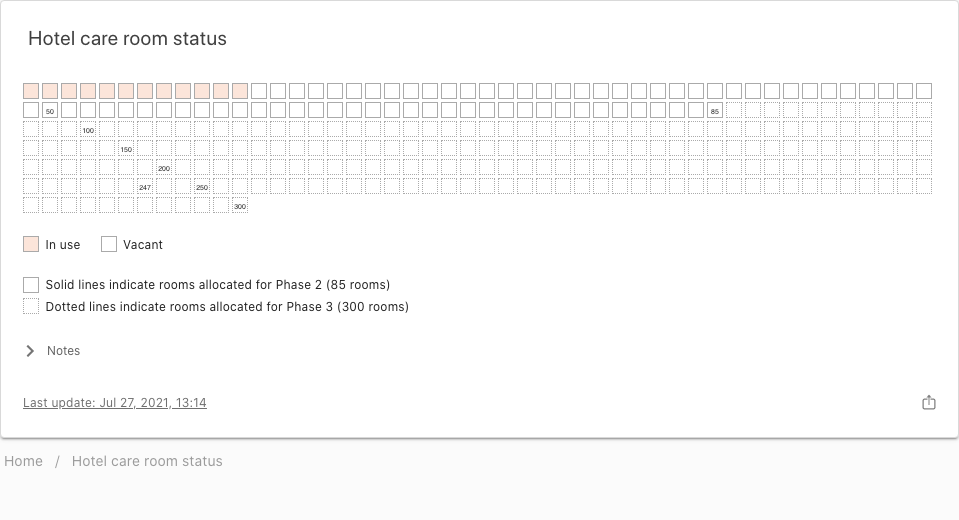 Hotel care room status
50 85
100
150
200
247 250
300
In use Vacant
Solid lines indicate rooms allocated for Phase 2 (85 rooms)
Dotted lines indicate rooms allocated for Phase 3 (300 rooms)
Notes
Last update: Jul 27, 2021, 13:14
Home / Hotel care room status